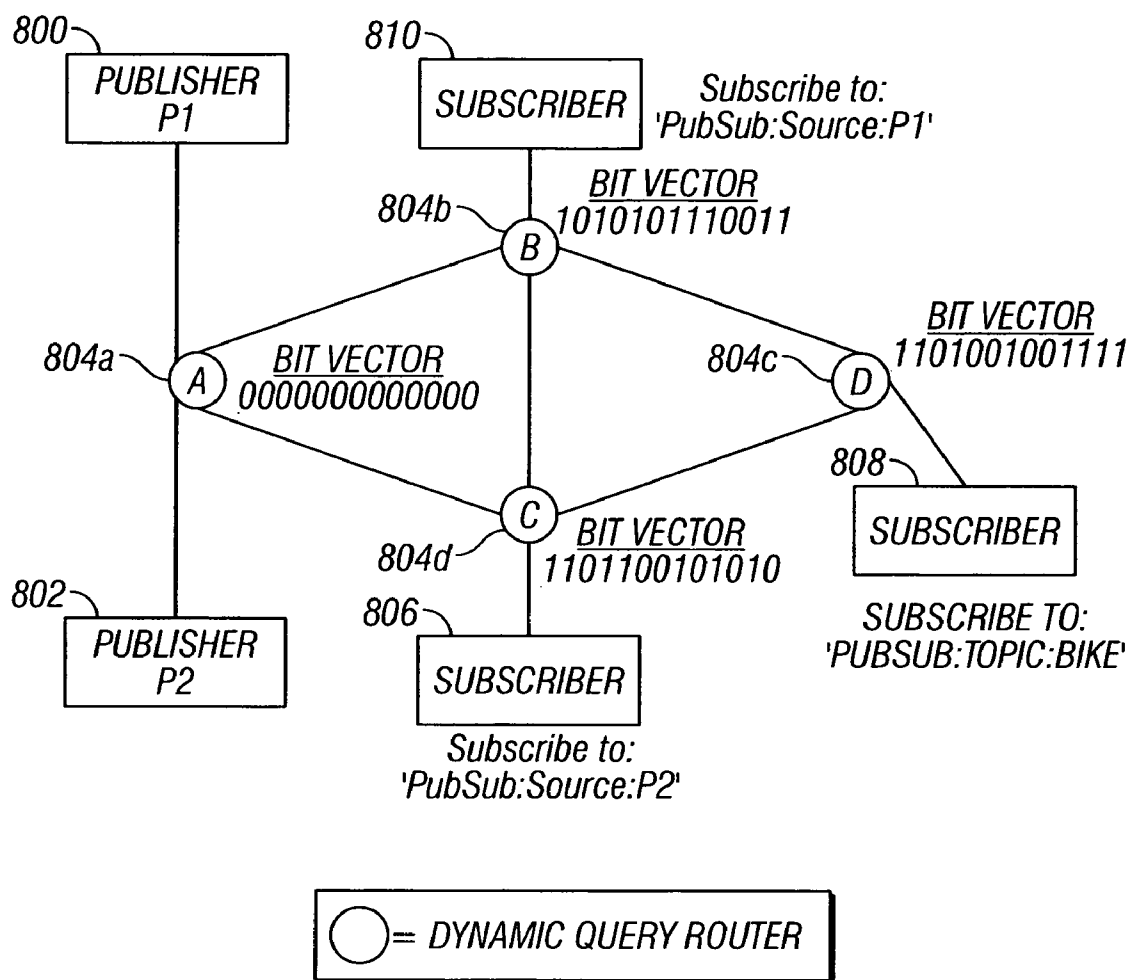 800
PUBLISHER
P1
810
SUBSCRIBER
Subscribe to:
'PubSub:Source:P1'
BIT VECTOR
1010101110011
804b
B
804a
A
BIT VECTOR
0000000000000
804c
D
BIT VECTOR
1101001001111
808
SUBSCRIBER
SUBSCRIBE TO:
'PUBSUB:TOPIC:BIKE'
C
804d
BIT VECTOR
1101100101010
802
PUBLISHER
P2
806
SUBSCRIBER
Subscribe to:
'PubSub:Source:P2'
= DYNAMIC QUERY ROUTER